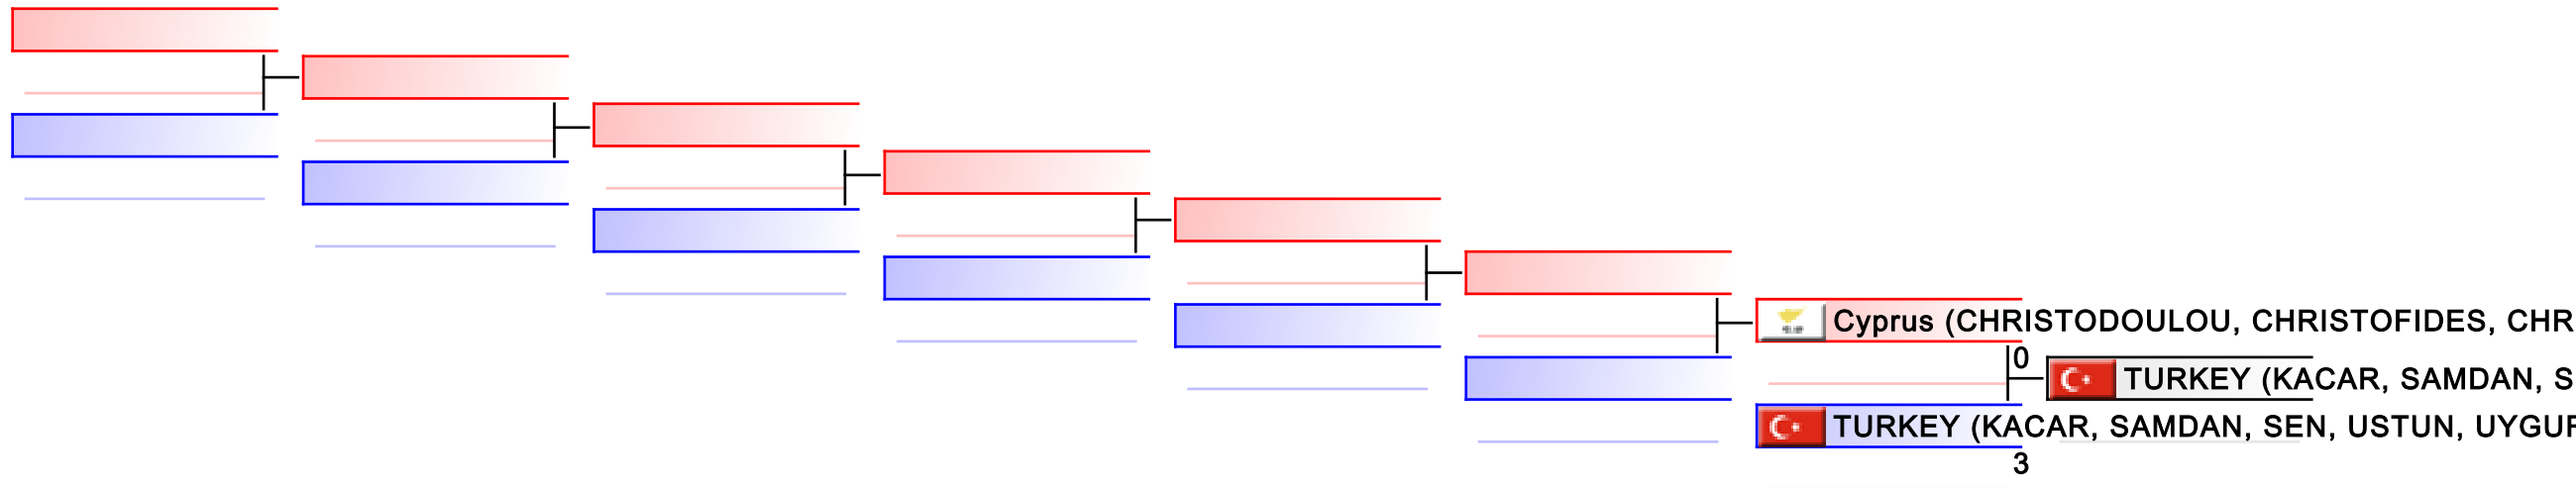 Cyprus (CHRISTODOULOU, CHRISTOFIDES, CHR
0
TURKEY (KACAR, SAMDAN, S
TURKEY (KACAR, SAMDAN, SEN, USTUN, UYGUR
3